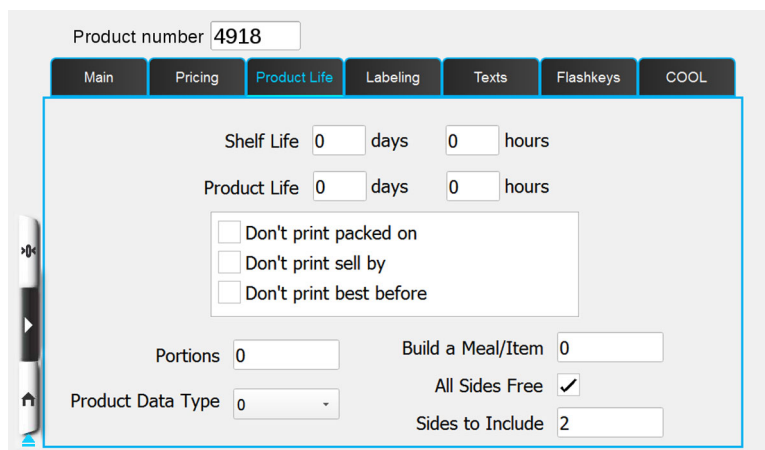 Product number 4918
Main Pricing Product Life Labeling Texts Flashkeys COOL
Shelf Life 0 days 0 hours
Product Life 0 days 0 hours
Don't print packed on
Don't print sell by
Don't print best before
>0<
Portions 0
Product Data Type 0
Build a Meal/Item 0
All Sides Free
Sides to Include 2